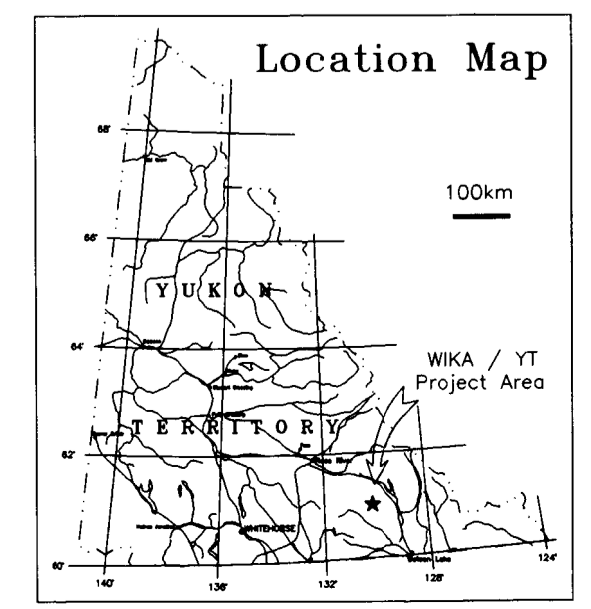 Location Map
68'
100km
66'
YUKON
64'
WIKA / YT
Project Area
TERRITORY
62'
WHITEHORSE
60'
140'
136'
132'
128'
124'